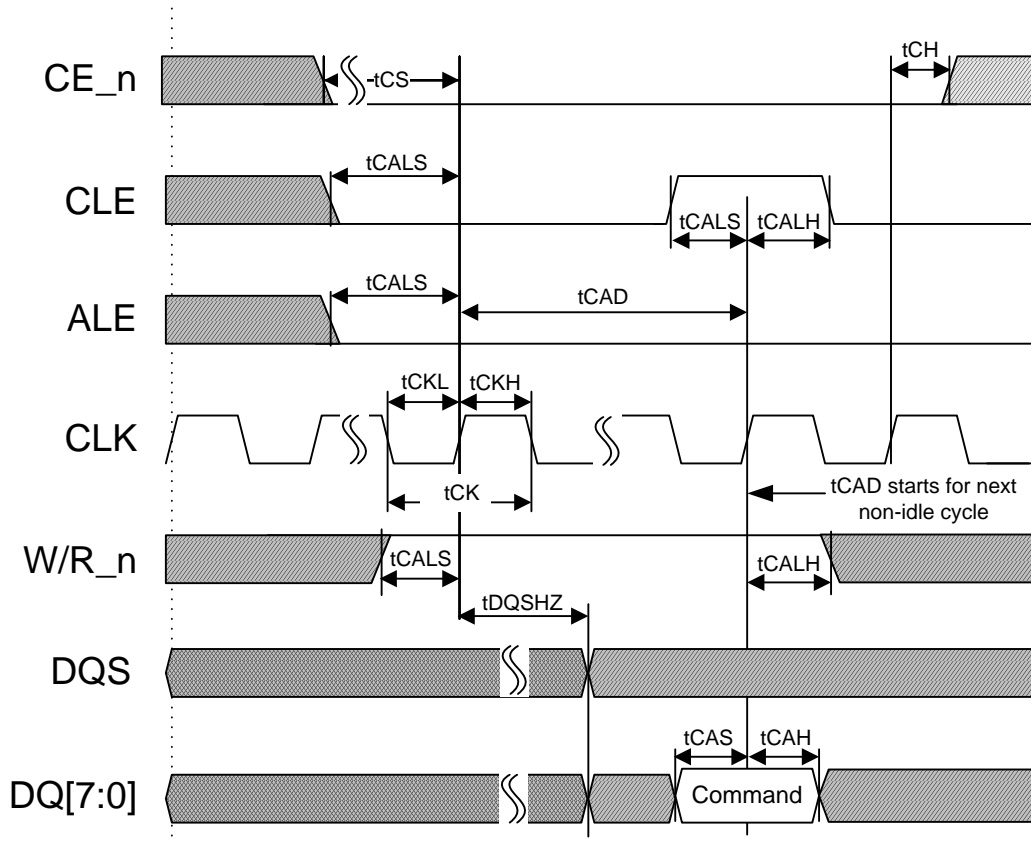 tCH
CE_n
tCS
tCALS
CLE
tCALS
tCALH
tCALS
ALE
tCAD
tCKL
tCKH
CLK
tCK
tCAD starts for next
non-idle cycle
W/R_n
tCALS
tCALH
tDQSHZ
DQS
tCAS
tCAH
DQ[7:0]
Command